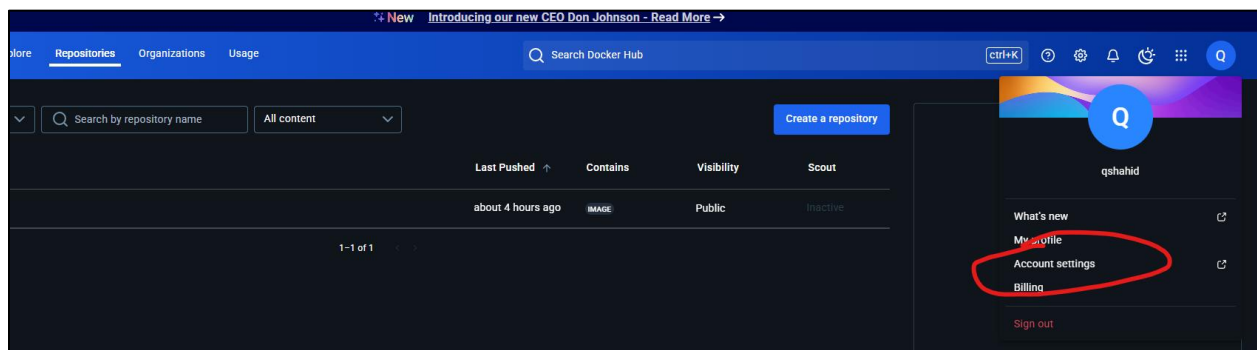 New Introducing our new CEO Don Johnson - Read More →
plore Repositories Organizations Usage Search Docker Hub ctrl+K Q
Search by repository name All content Create a repository
Q
Last Pushed ↑ Contains Visibility Scout
qshahid
about 4 hours ago IMAGE Public Inactive
What's new
1-1 of 1
My profile
Account settings
Billing
Sign out